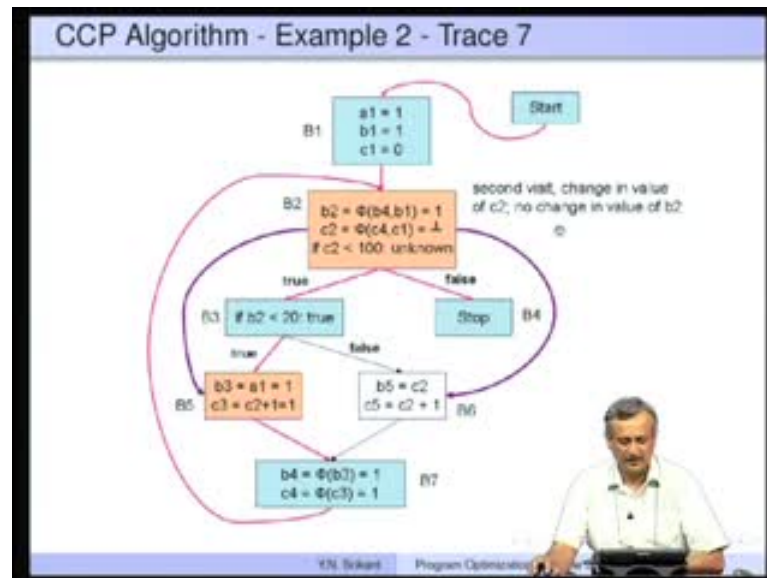 CCP Algorithm - Example 2 - Trace 7
Start
B1
a1 = 1
b1 = 1
c1 = 0
B2
b2 = Φ(b4,b1) = 1
c2 = Φ(c4,c1) = ⊥
if c2 < 100: unknown
second visit, change in value
of c2; no change in value of b2
true
false
B3
if b2 < 20: true
Stop
B4
true
false
B5
b3 = a1 = 1
c3 = c2+1=1
b5 = c2
c5 = c2 + 1
B6
b4 = Φ(b3) = 1
c4 = Φ(c3) = 1
B7
Y.N. Srikant
Program Optimization